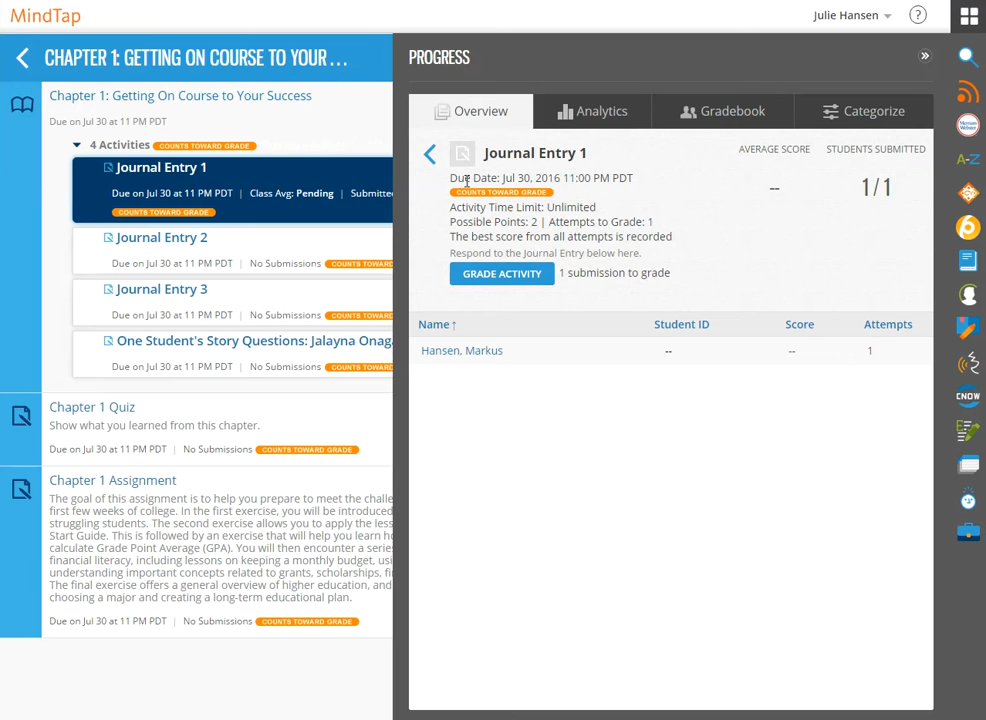 MindTap
Julie Hansen
?
CHAPTER 1: GETTING ON COURSE TO YOUR ...
Chapter 1: Getting On Course to Your Success
Due on Jul 30 at 11 PM PDT
4 Activities COUNTS TOWARD GRADE
Journal Entry 1
Due on Jul 30 at 11 PM PDT | Class Avg: Pending | Submitted
COUNTS TOWARD GRADE
Journal Entry 2
Due on Jul 30 at 11 PM PDT | No Submissions COUNTS TOWARD
Journal Entry 3
Due on Jul 30 at 11 PM PDT | No Submissions COUNTS TOWARD
One Student's Story Questions: Jalayna Onaga
Due on Jul 30 at 11 PM PDT | No Submissions COUNTS TOWARD
Chapter 1 Quiz
Show what you learned from this chapter.
Due on Jul 30 at 11 PM PDT | No Submissions COUNTS TOWARD GRADE
Chapter 1 Assignment
The goal of this assignment is to help you prepare to meet the challe
first few weeks of college. In the first exercise, you will be introduced
struggling students. The second exercise allows you to apply the less
Start Guide. This is followed by an exercise that will help you learn h
calculate Grade Point Average (GPA). You will then encounter a serie
financial literacy, including lessons on keeping a monthly budget, usi
understanding important concepts related to grants, scholarships, fi
The final exercise offers a general overview of higher education, and
choosing a major and creating a long-term educational plan.
Due on Jul 30 at 11 PM PDT | No Submissions COUNTS TOWARD GRADE
PROGRESS
»
Overview
Analytics
Gradebook
Categorize
Journal Entry 1
Due Date: Jul 30, 2016 11:00 PM PDT
COUNTS TOWARD GRADE
Activity Time Limit: Unlimited
Possible Points: 2 | Attempts to Grade: 1
The best score from all attempts is recorded
Respond to the Journal Entry below here.
GRADE ACTIVITY 1 submission to grade
AVERAGE SCORE
--
STUDENTS SUBMITTED
1/1
Name↑ Student ID Score Attempts
Hansen, Markus -- -- 1
A-Z
CNOW